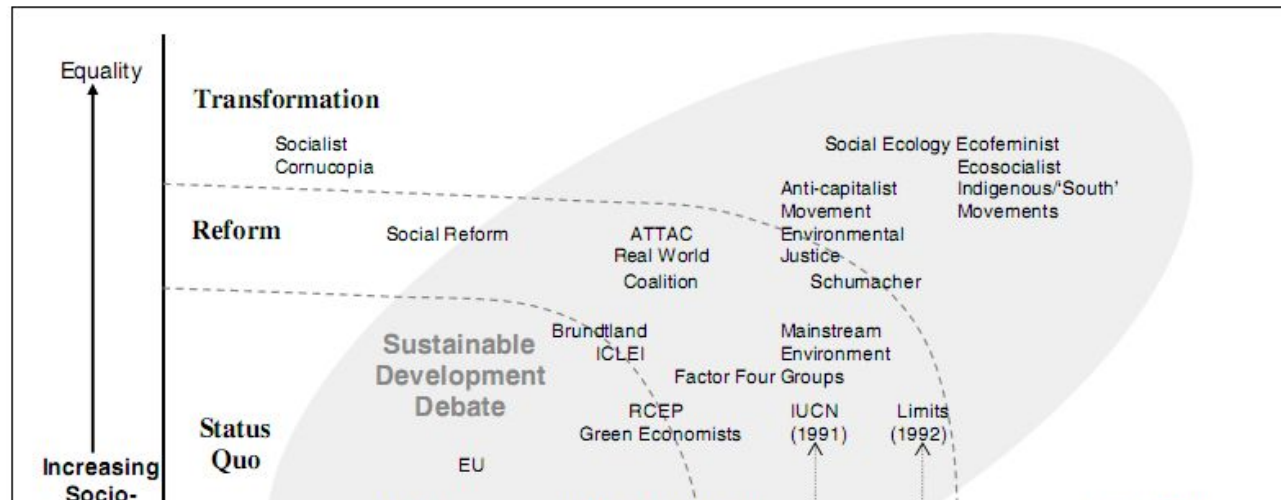 Equality
Transformation
Socialist
Cornucopia
Social Ecology Ecofeminist
Ecosocialist
Indigenous/‘South’
Movements
Anti-capitalist
Movement
Environmental
Justice
Reform
Social Reform
ATTAC
Real World
Coalition
Schumacher
Brundtland
ICLEI
Mainstream
Environment
Sustainable
Development
Debate
Factor Four Groups
RCEP
Green Economists
IUCN
(1991)
Limits
(1992)
Status
Quo
EU
Increasing
Socio-